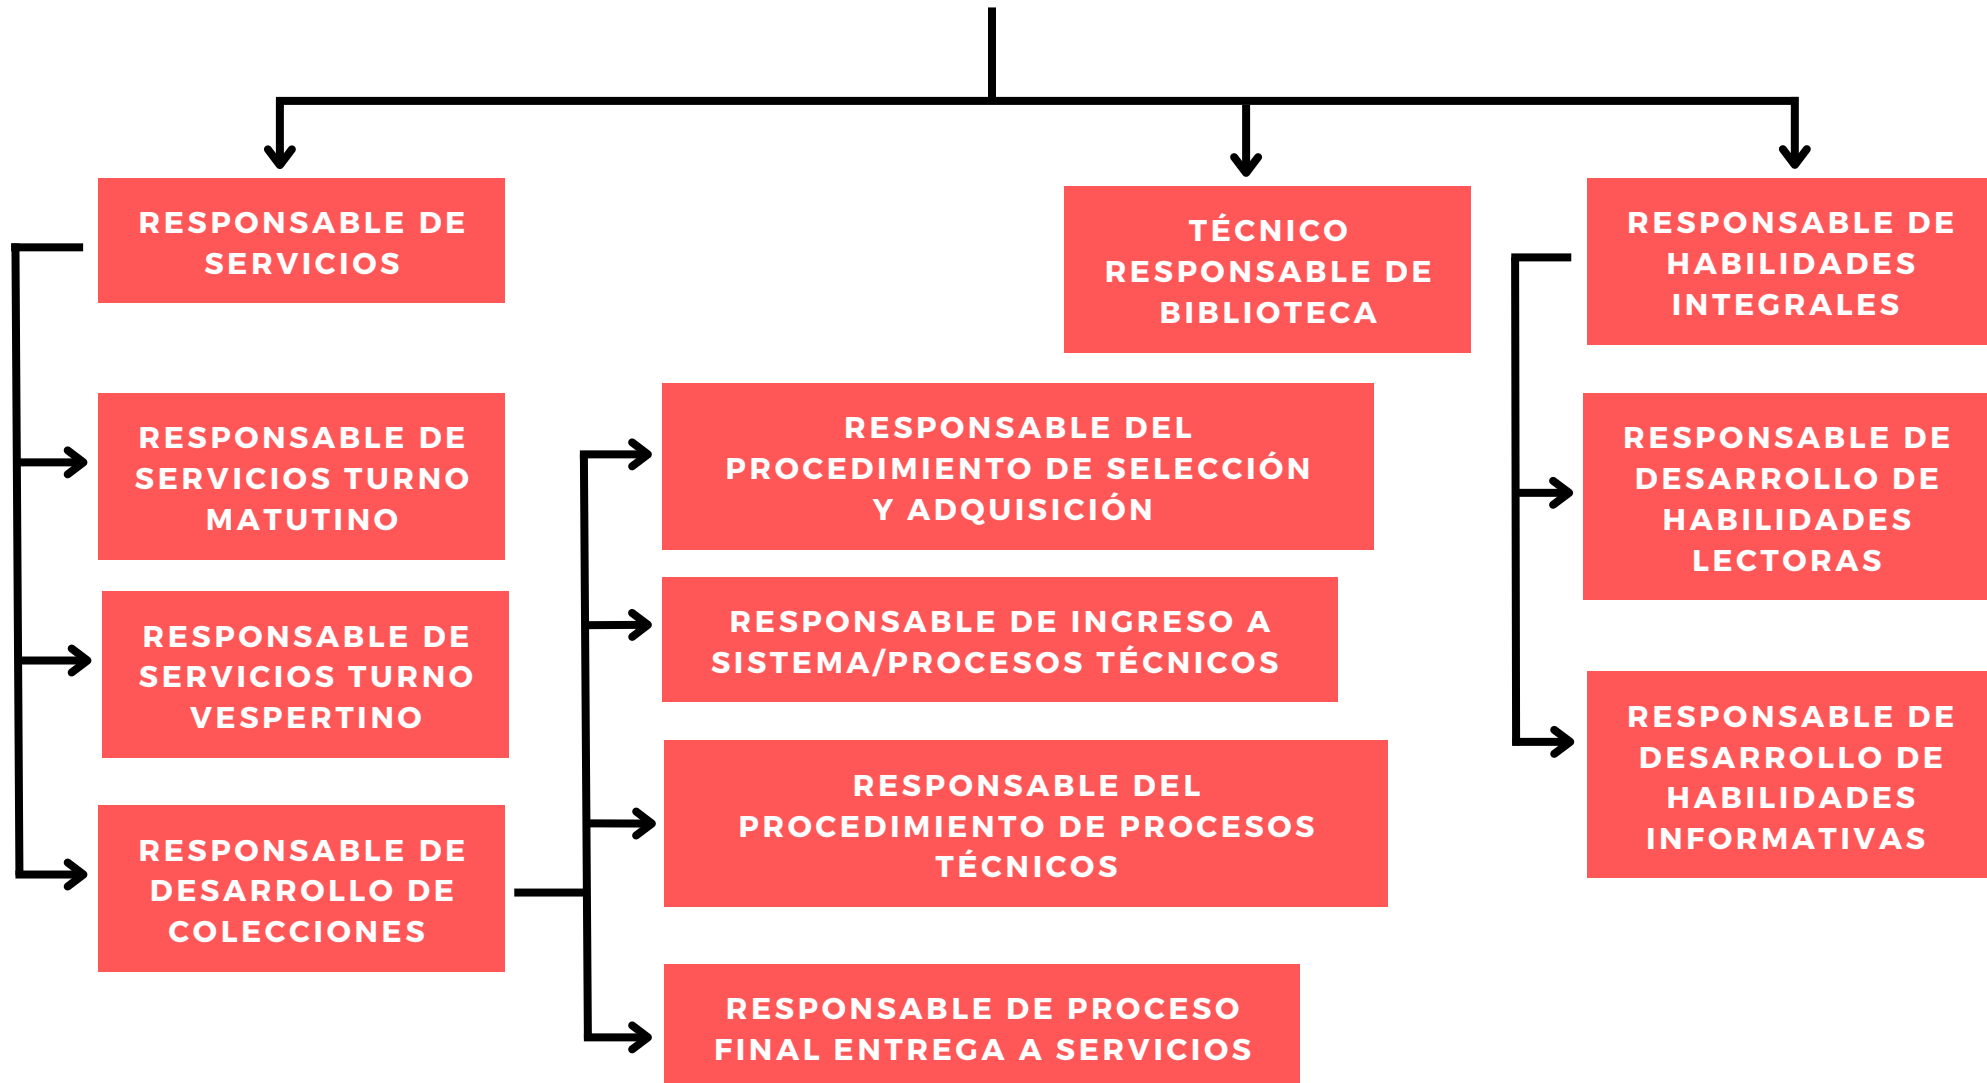 RESPONSABLE DE
SERVICIOS
TÉCNICO
RESPONSABLE DE
BIBLIOTECA
RESPONSABLE DE
HABILIDADES
INTEGRALES
RESPONSABLE DE
SERVICIOS TURNO
MATUTINO
RESPONSABLE DE
SERVICIOS TURNO
VESPERTINO
RESPONSABLE DE
DESARROLLO DE
COLECCIONES
RESPONSABLE DEL
PROCEDIMIENTO DE SELECCIÓN
Y ADQUISICIÓN
RESPONSABLE DE INGRESO A
SISTEMA/PROCESOS TÉCNICOS
RESPONSABLE DEL
PROCEDIMIENTO DE PROCESOS
TÉCNICOS
RESPONSABLE DE PROCESO
FINAL ENTREGA A SERVICIOS
RESPONSABLE DE
DESARROLLO DE
HABILIDADES
LECTORAS
RESPONSABLE DE
DESARROLLO DE
HABILIDADES
INFORMATIVAS